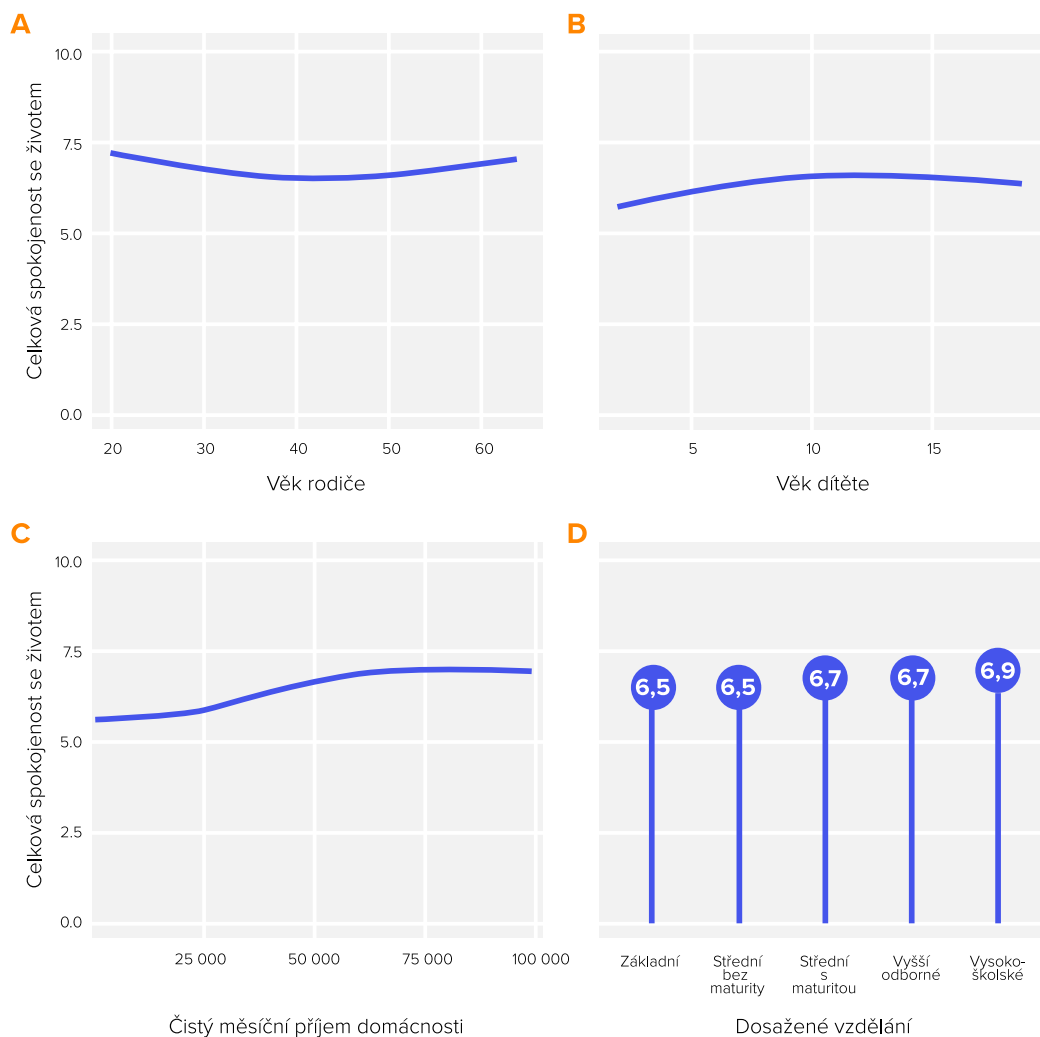 A
Celková spokojenost se životem
10.0
7.5
5.0
2.5
0.0
20 30 40 50 60
Věk rodiče
B
5 10 15
Věk dítěte
C
Celková spokojenost se životem
10.0
7.5
5.0
2.5
0.0
25 000 50 000 75 000 100 000
Čistý měsíční příjem domácnosti
D
6,5 6,5 6,7 6,7 6,9
Základní
Střední
bez
maturity
Střední
s
maturitou
Vyšší
odborné
Vysoko-
školské
Dosažené vzdělání